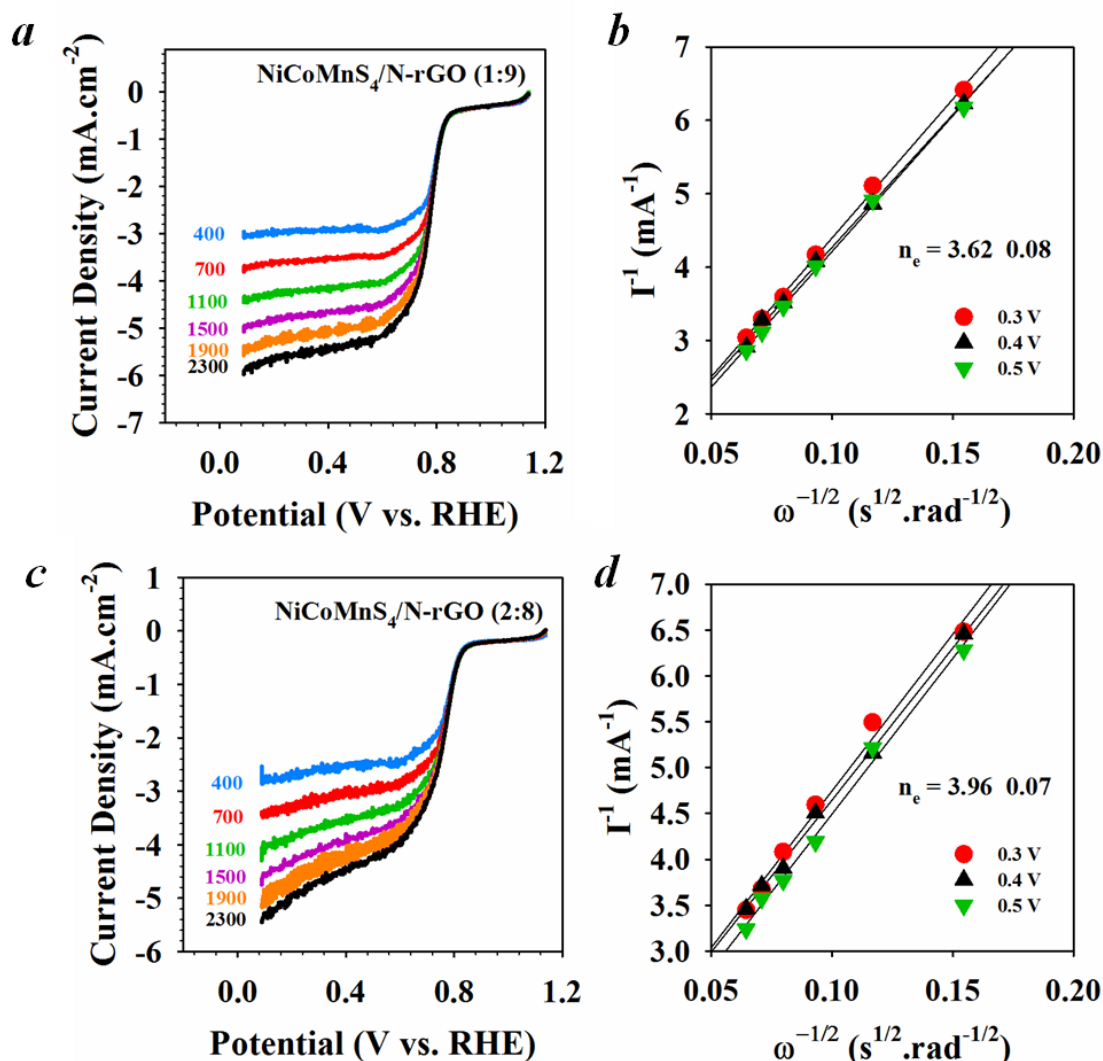 a
NiCoMnS₄/N-rGO (1:9)
0
-1
-2
-3
-4
-5
-6
-7
400
700
1100
1500
1900
2300
0.0 0.4 0.8 1.2
Current Density (mA.cm⁻²)
Potential (V vs. RHE)
b
7
6
5
4
3
2
nₑ = 3.62 0.08
0.3 V
0.4 V
0.5 V
0.05 0.10 0.15 0.20
I⁻¹ (mA⁻¹)
ω⁻¹/² (s¹/².rad⁻¹/²)
c
NiCoMnS₄/N-rGO (2:8)
1
0
-1
-2
-3
-4
-5
-6
400
700
1100
1500
1900
2300
0.0 0.4 0.8 1.2
Current Density (mA.cm⁻²)
Potential (V vs. RHE)
d
7.0
6.5
6.0
5.5
5.0
4.5
4.0
3.5
3.0
nₑ = 3.96 0.07
0.3 V
0.4 V
0.5 V
0.05 0.10 0.15 0.20
I⁻¹ (mA⁻¹)
ω⁻¹/² (s¹/².rad⁻¹/²)